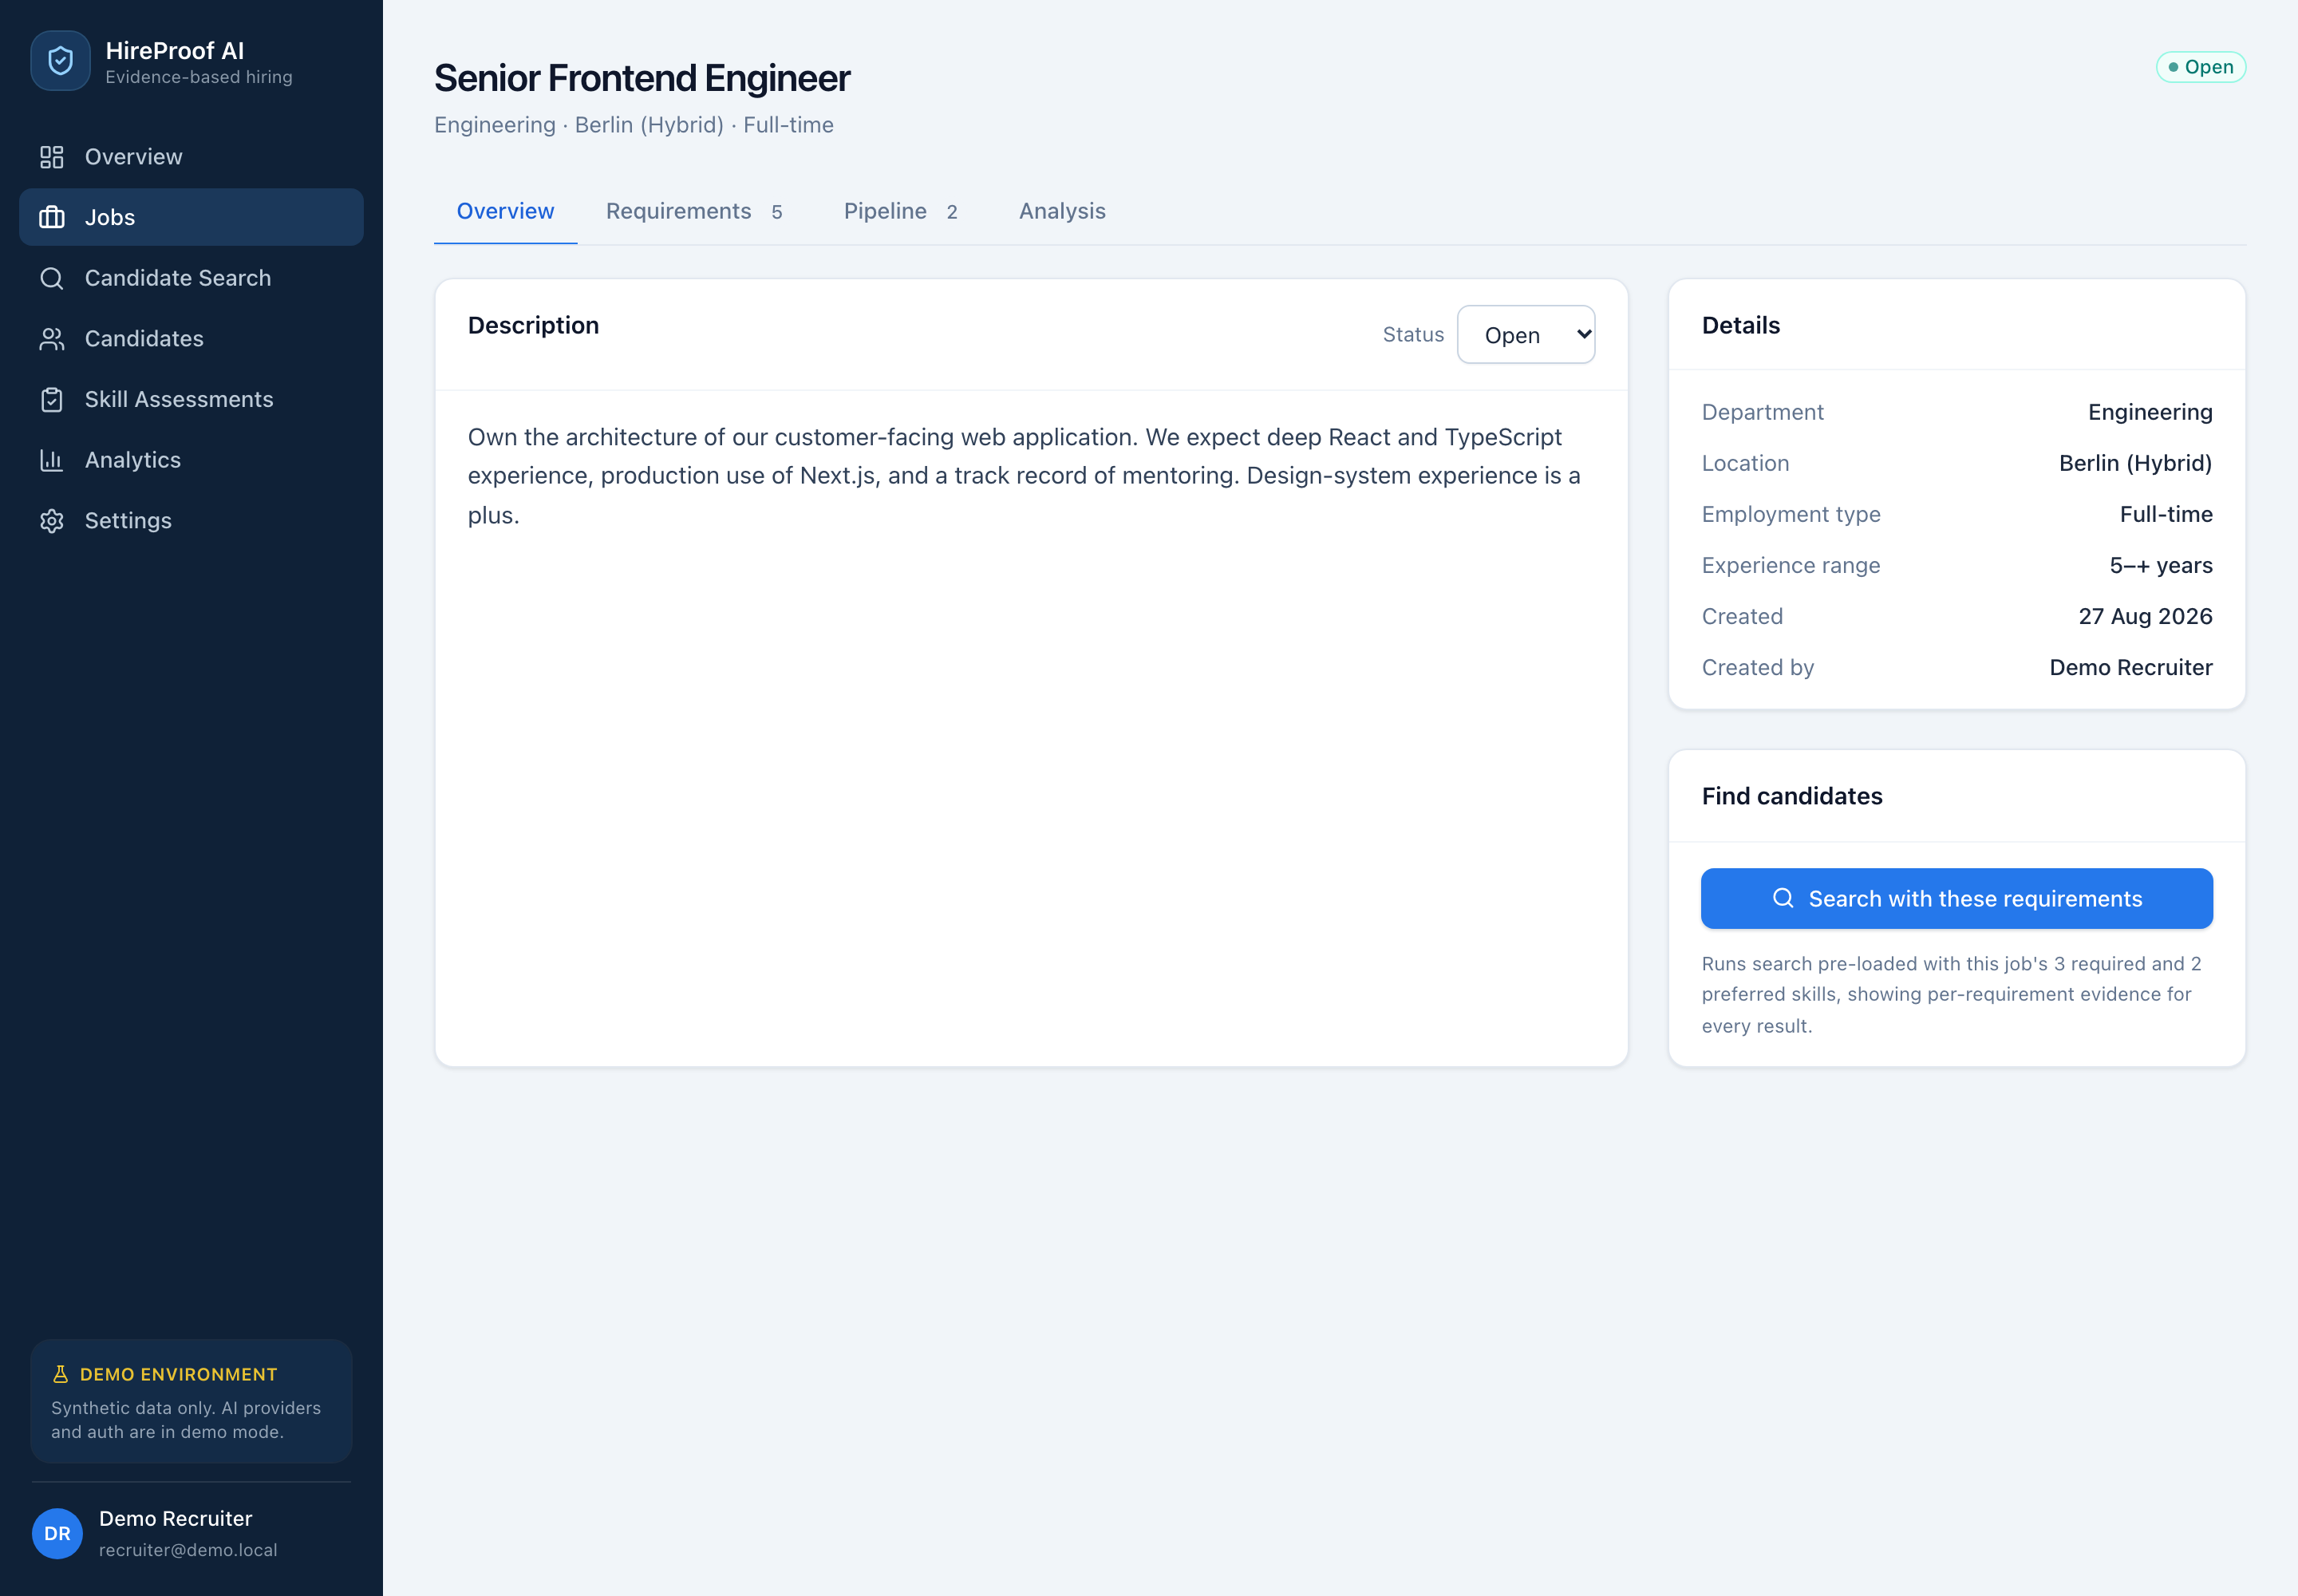 HireProof AI
Evidence-based hiring
Overview
Jobs
Candidate Search
Candidates
Skill Assessments
Analytics
Settings
DEMO ENVIRONMENT
Synthetic data only. AI providers
and auth are in demo mode.
DR
Demo Recruiter
recruiter@demo.local
Senior Frontend Engineer
Engineering · Berlin (Hybrid) · Full-time
Open
Overview
Requirements 5
Pipeline 2
Analysis
Description
Status
Open
Own the architecture of our customer-facing web application. We expect deep React and TypeScript
experience, production use of Next.js, and a track record of mentoring. Design-system experience is a
plus.
Details
Department Engineering
Location Berlin (Hybrid)
Employment type Full-time
Experience range 5–+ years
Created 27 Aug 2026
Created by Demo Recruiter
Find candidates
Search with these requirements
Runs search pre-loaded with this job's 3 required and 2
preferred skills, showing per-requirement evidence for
every result.